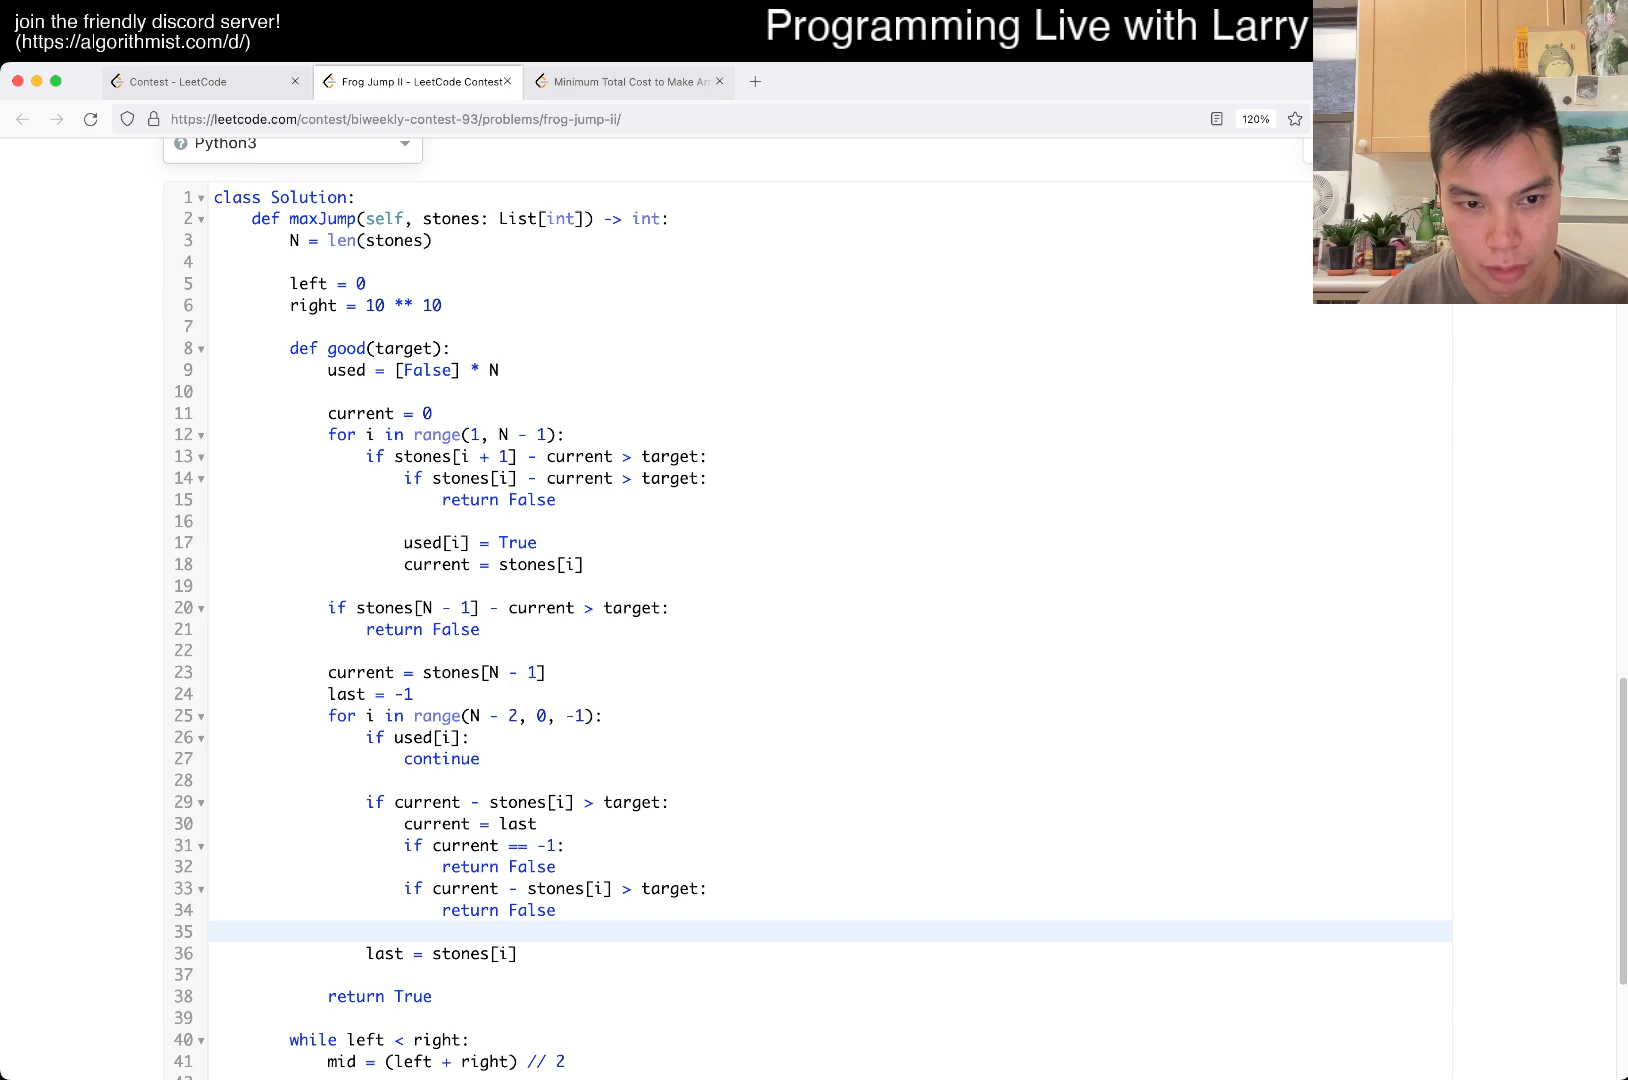 join the friendly discord server!
(https://algorithmist.com/d/)
Programming Live with Larry
Contest - LeetCode
Frog Jump II - LeetCode Contest
Minimum Total Cost to Make Arr
https://leetcode.com/contest/biweekly-contest-93/problems/frog-jump-ii/
120%
Python3
1 class Solution:
2 def maxJump(self, stones: List[int]) -> int:
3 N = len(stones)
4
5 left = 0
6 right = 10 ** 10
7
8 def good(target):
9 used = [False] * N
10
11 current = 0
12 for i in range(1, N - 1):
13 if stones[i + 1] - current > target:
14 if stones[i] - current > target:
15 return False
16
17 used[i] = True
18 current = stones[i]
19
20 if stones[N - 1] - current > target:
21 return False
22
23 current = stones[N - 1]
24 last = -1
25 for i in range(N - 2, 0, -1):
26 if used[i]:
27 continue
28
29 if current - stones[i] > target:
30 current = last
31 if current == -1:
32 return False
33 if current - stones[i] > target:
34 return False
35
36 last = stones[i]
37
38 return True
39
40 while left < right:
41 mid = (left + right) // 2